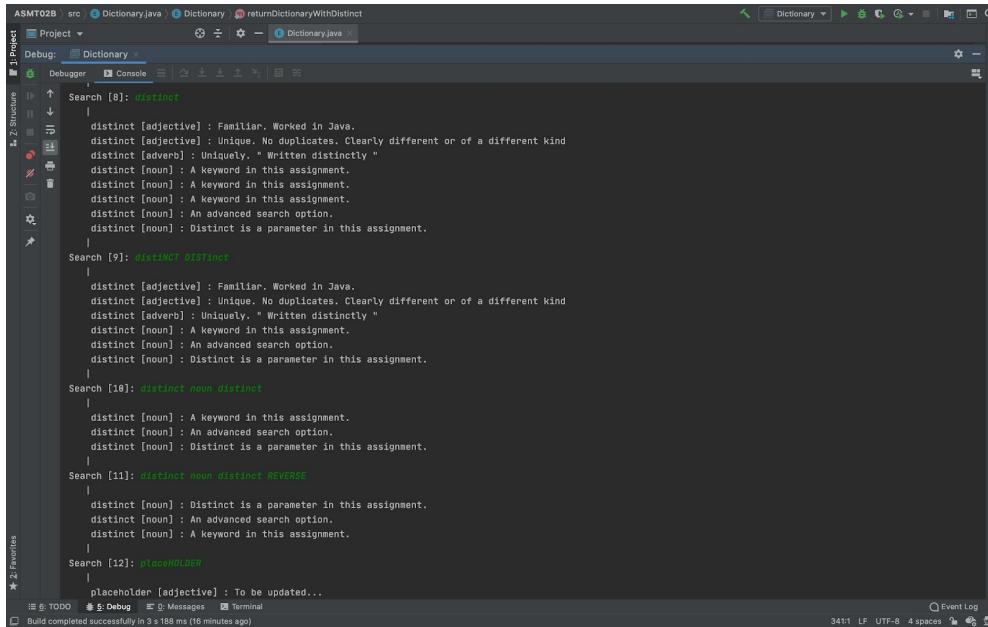 ASMT02B src Dictionary.java Dictionary returnDictionaryWithDistinct Dictionary
1: Project Project Dictionary.java
Debug: Dictionary
Debugger Console
Z: Structure
Search [8]: distinct
|
distinct [adjective] : Familiar. Worked in Java.
distinct [adjective] : Unique. No duplicates. Clearly different or of a different kind
distinct [adverb] : Uniquely. " Written distinctly "
distinct [noun] : A keyword in this assignment.
distinct [noun] : A keyword in this assignment.
distinct [noun] : A keyword in this assignment.
distinct [noun] : An advanced search option.
distinct [noun] : Distinct is a parameter in this assignment.
|
Search [9]: distiNCT DISTinct
|
distinct [adjective] : Familiar. Worked in Java.
distinct [adjective] : Unique. No duplicates. Clearly different or of a different kind
distinct [adverb] : Uniquely. " Written distinctly "
distinct [noun] : A keyword in this assignment.
distinct [noun] : An advanced search option.
distinct [noun] : Distinct is a parameter in this assignment.
|
Search [10]: distinct noun distinct
|
distinct [noun] : A keyword in this assignment.
distinct [noun] : An advanced search option.
distinct [noun] : Distinct is a parameter in this assignment.
|
Search [11]: distinct noun distinct REVERSE
|
distinct [noun] : Distinct is a parameter in this assignment.
distinct [noun] : An advanced search option.
distinct [noun] : A keyword in this assignment.
|
Search [12]: placeHOLDER
|
placeholder [adjective] : To be updated...
2: Favorites
6: TODO 5: Debug 0: Messages Terminal Event Log
Build completed successfully in 3 s 188 ms (16 minutes ago) 341:1 LF UTF-8 4 spaces